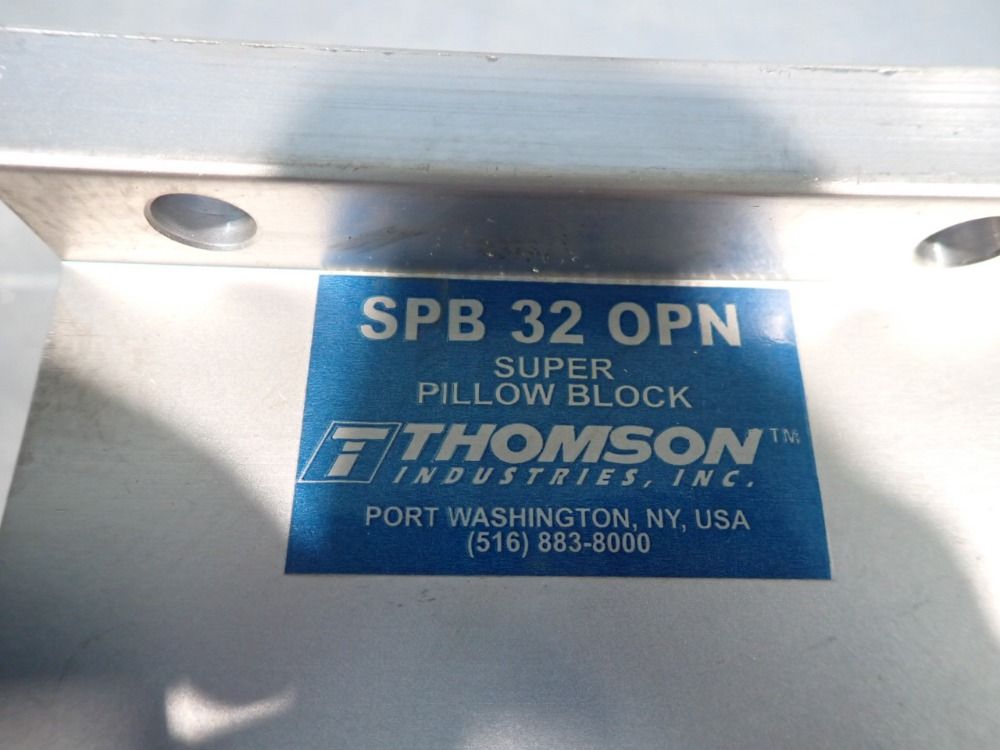 SPB 32 OPN
SUPER
PILLOW BLOCK
T THOMSON™
INDUSTRIES, INC.
PORT WASHINGTON, NY, USA
(516) 883-8000